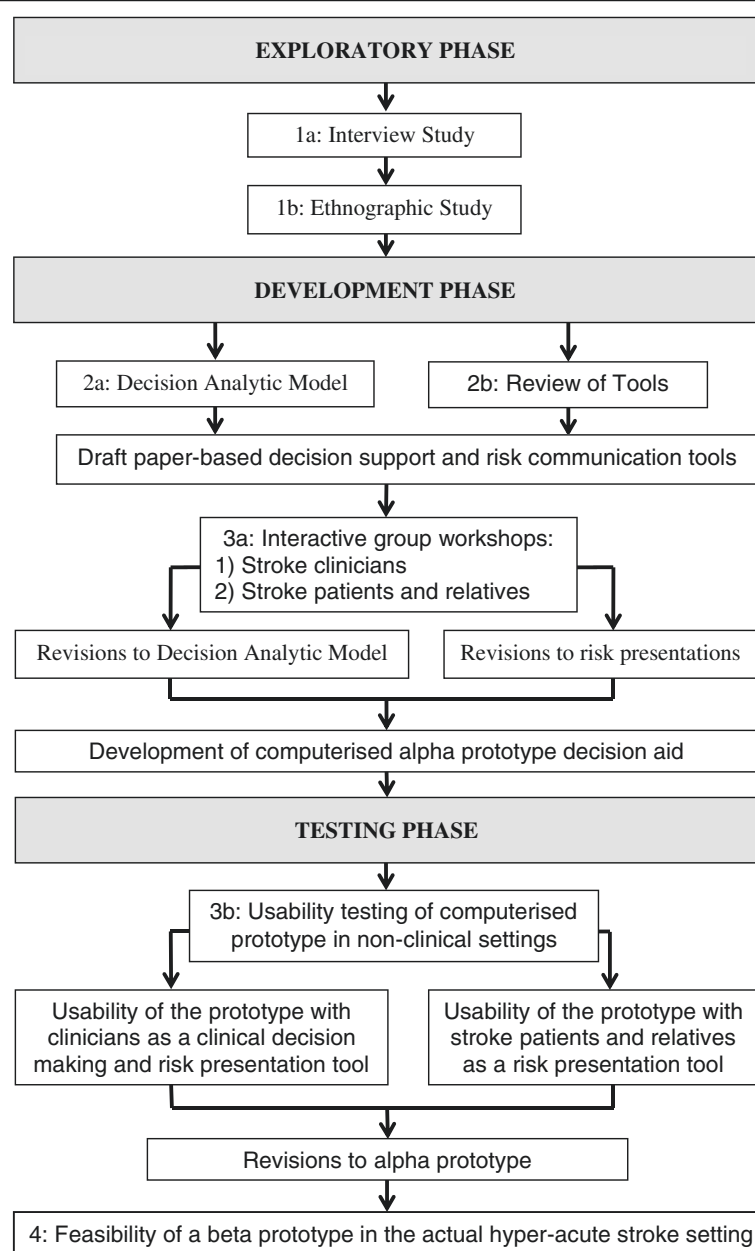 EXPLORATORY PHASE
1a: Interview Study
1b: Ethnographic Study
DEVELOPMENT PHASE
2a: Decision Analytic Model
2b: Review of Tools
Draft paper-based decision support and risk communication tools
3a: Interactive group workshops:
1) Stroke clinicians
2) Stroke patients and relatives
Revisions to Decision Analytic Model
Revisions to risk presentations
Development of computerised alpha prototype decision aid
TESTING PHASE
3b: Usability testing of computerised
prototype in non-clinical settings
Usability of the prototype with
clinicians as a clinical decision
making and risk presentation tool
Usability of the prototype with
stroke patients and relatives
as a risk presentation tool
Revisions to alpha prototype
4: Feasibility of a beta prototype in the actual hyper-acute stroke setting